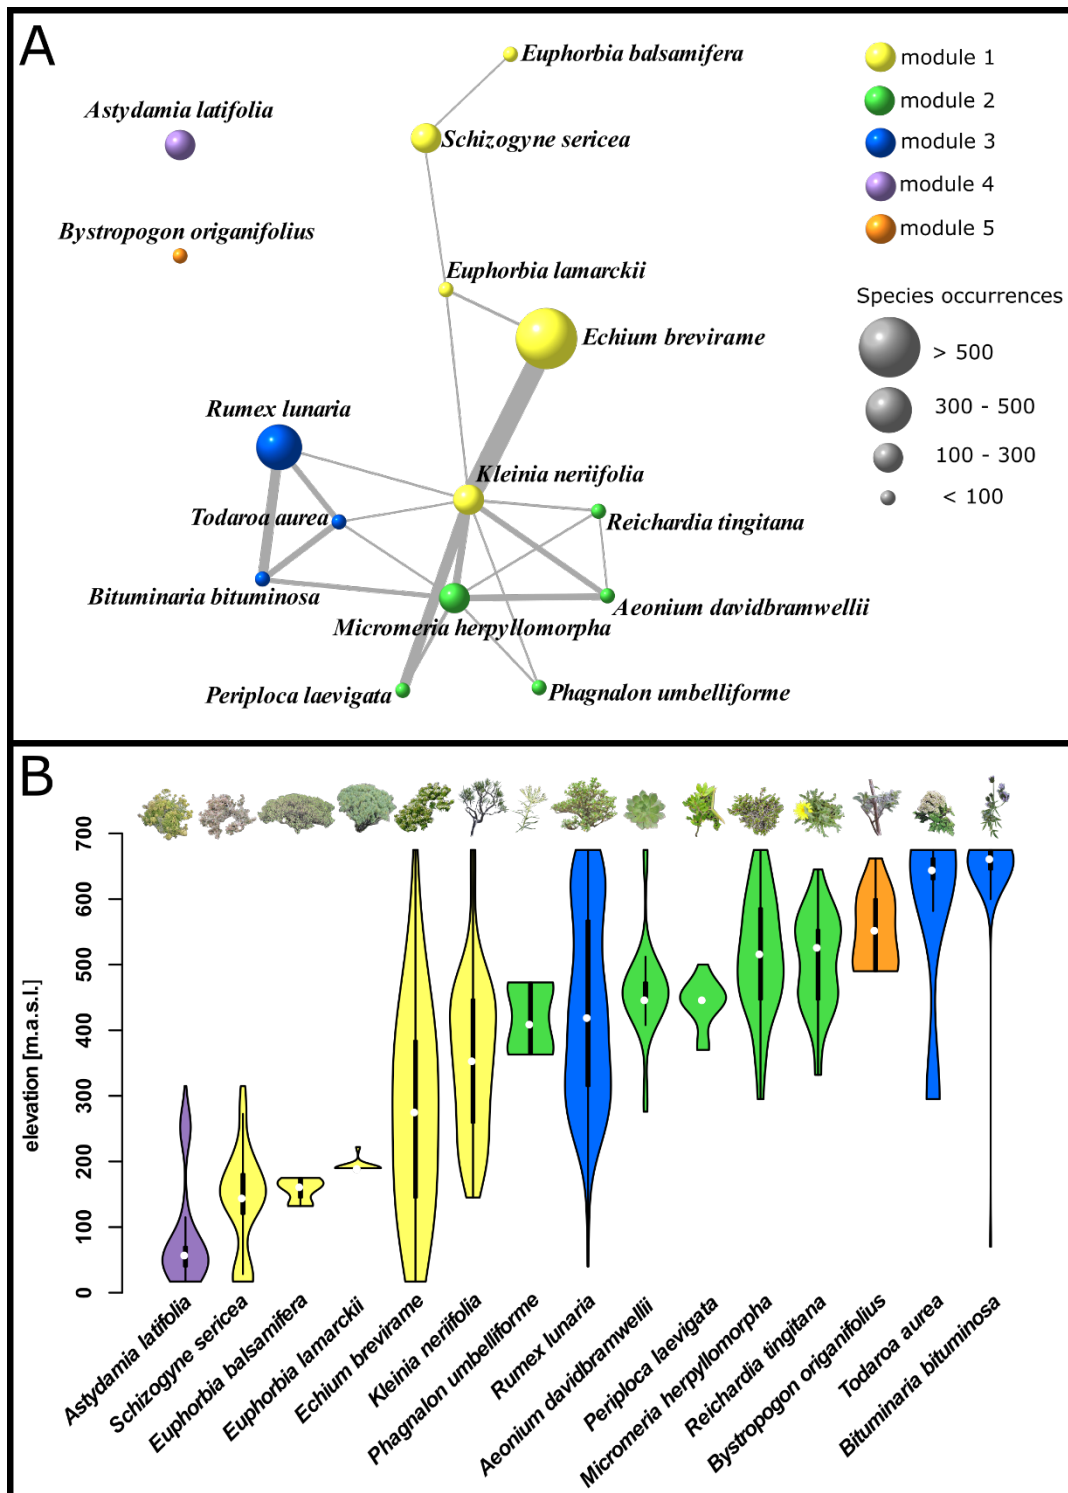 A
Euphorbia balsamifera
Astydamia latifolia
Schizogyne sericea
Bystropogon origanifolius
Euphorbia lamarckii
Echium brevirame
Rumex lunaria
Kleinia neriifolia
Todaroa aurea
Reichardia tingitana
Bituminaria bituminosa
Aeonium davidbramwellii
Micromeria herpyllomorpha
Periploca laevigata
Phagnalon umbelliforme
module 1
module 2
module 3
module 4
module 5
Species occurrences
> 500
300 - 500
100 - 300
< 100
B
elevation [m.a.s.l.]
700
600
500
400
300
200
100
0
Astydamia latifolia
Schizogyne sericea
Euphorbia balsamifera
Euphorbia lamarckii
Echium brevirame
Kleinia neriifolia
Phagnalon umbelliforme
Rumex lunaria
Aeonium davidbramwellii
Periploca laevigata
Micromeria herpyllomorpha
Reichardia tingitana
Bystropogon origanifolius
Todaroa aurea
Bituminaria bituminosa